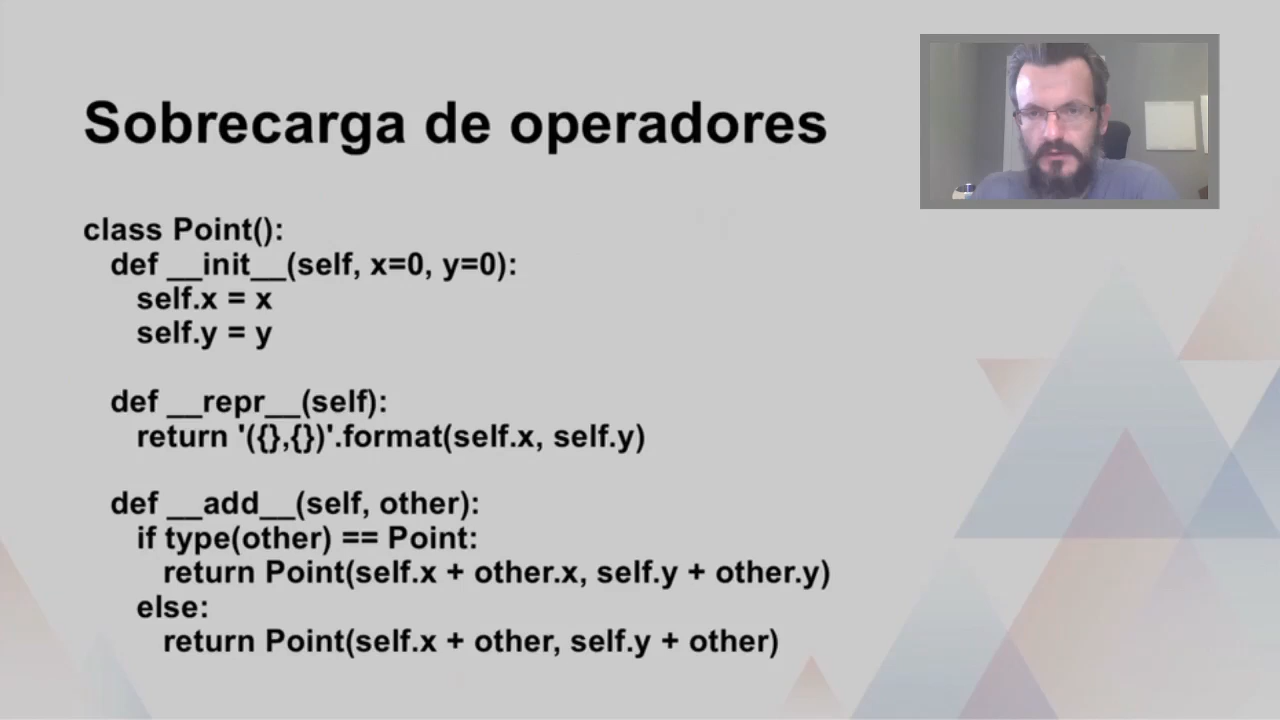 Sobrecarga de operadores
class Point():
def __init__(self, x=0, y=0):
self.x = x
self.y = y
def __repr__(self):
return '({},{})'.format(self.x, self.y)
def __add__(self, other):
if type(other) == Point:
return Point(self.x + other.x, self.y + other.y)
else:
return Point(self.x + other, self.y + other)